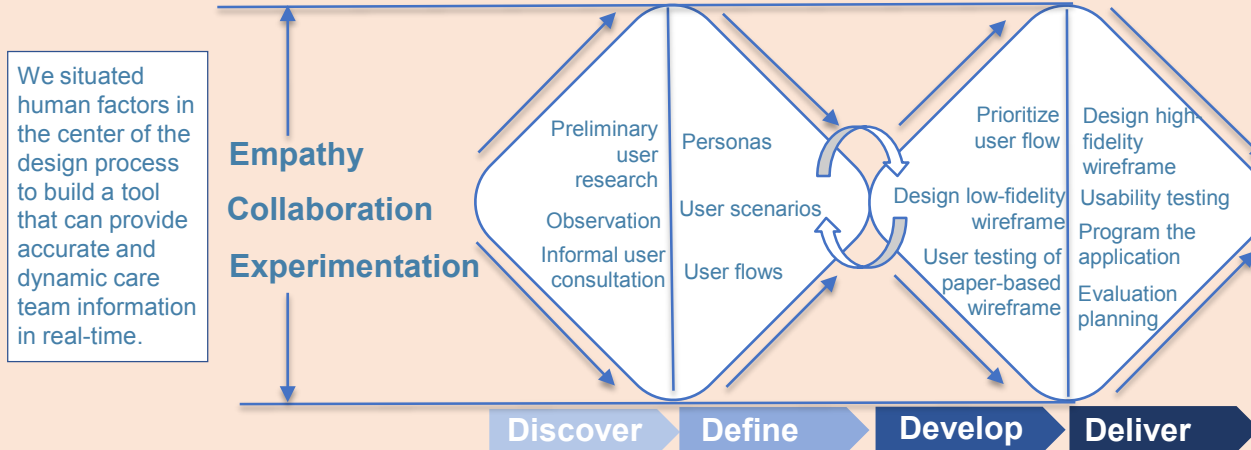 We situated
human factors in
the center of the
design process
to build a tool
that can provide
accurate and
dynamic care
team information
in real-time.
Empathy
Collaboration
Experimentation
Preliminary
user
research
Observation
Informal user
consultation
Personas
User scenarios
User flows
Prioritize
user flow
Design low-fidelity
wireframe
User testing of
paper-based
wireframe
Design high-
fidelity
wireframe
Usability testing
Program the
application
Evaluation
planning
Discover
Define
Develop
Deliver